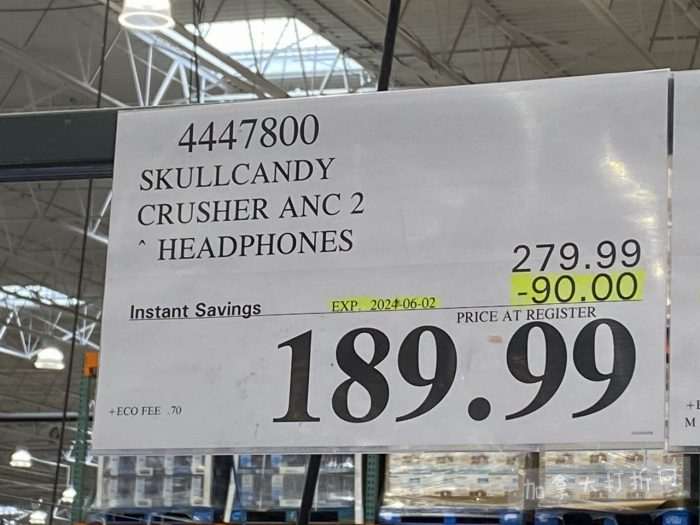 4447800
SKULLCANDY
CRUSHER ANC 2
^ HEADPHONES
279.99
-90.00
Instant Savings
EXP. 2024-06-02
PRICE AT REGISTER
189.99
+ECO FEE .70
M
加拿大打折网